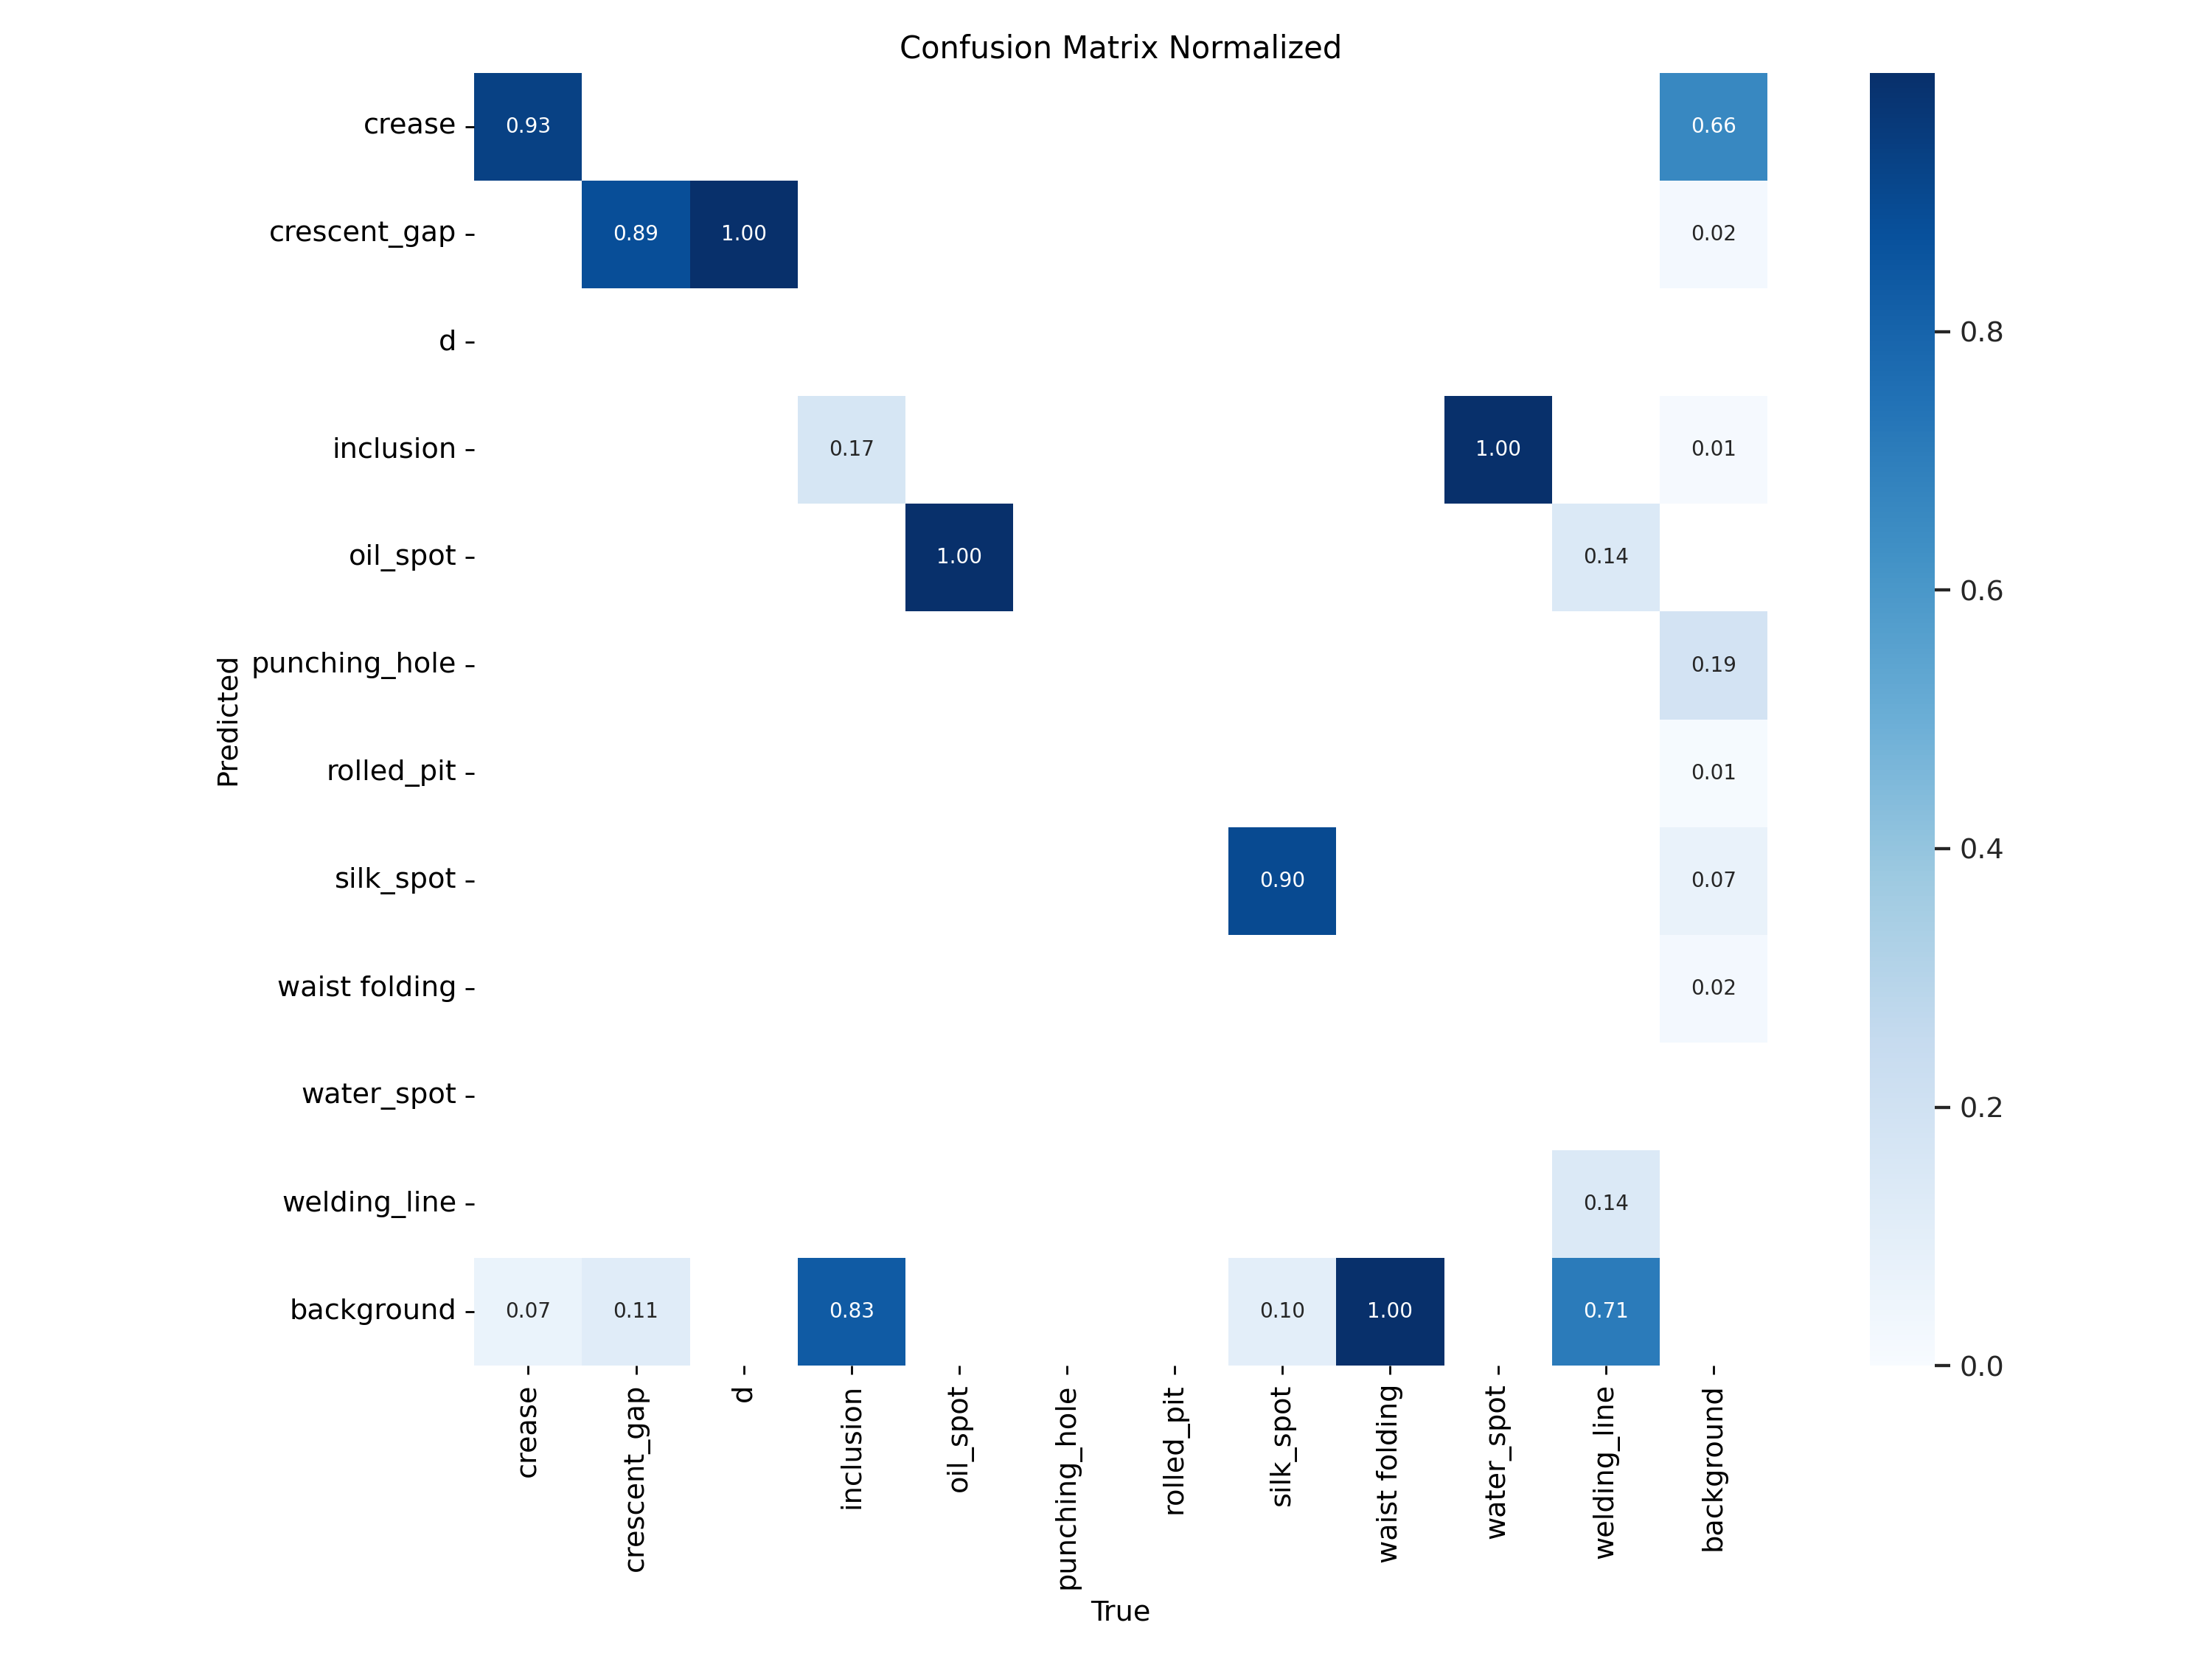 Confusion Matrix Normalized
crease
0.93
0.66
crescent_gap
0.89
1.00
0.02
d
inclusion
0.17
1.00
0.01
oil_spot
1.00
0.14
punching_hole
0.19
rolled_pit
0.01
silk_spot
0.90
0.07
waist folding
0.02
water_spot
welding_line
0.14
background
0.07
0.11
0.83
0.10
1.00
0.71
Predicted
crease
crescent_gap
d
inclusion
oil_spot
punching_hole
rolled_pit
silk_spot
waist folding
water_spot
welding_line
background
True
0.8
0.6
0.4
0.2
0.0